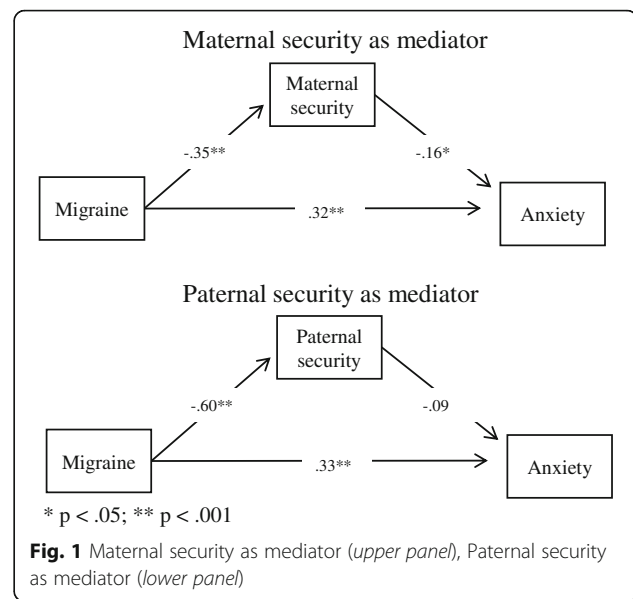 Maternal security as mediator
Maternal
security
-.35**
-.16*
Migraine
.32**
Anxiety
Paternal security as mediator
Paternal
security
-.60**
-.09
Migraine
.33**
Anxiety
* p < .05; ** p < .001
Fig. 1 Maternal security as mediator (upper panel), Paternal security
as mediator (lower panel)